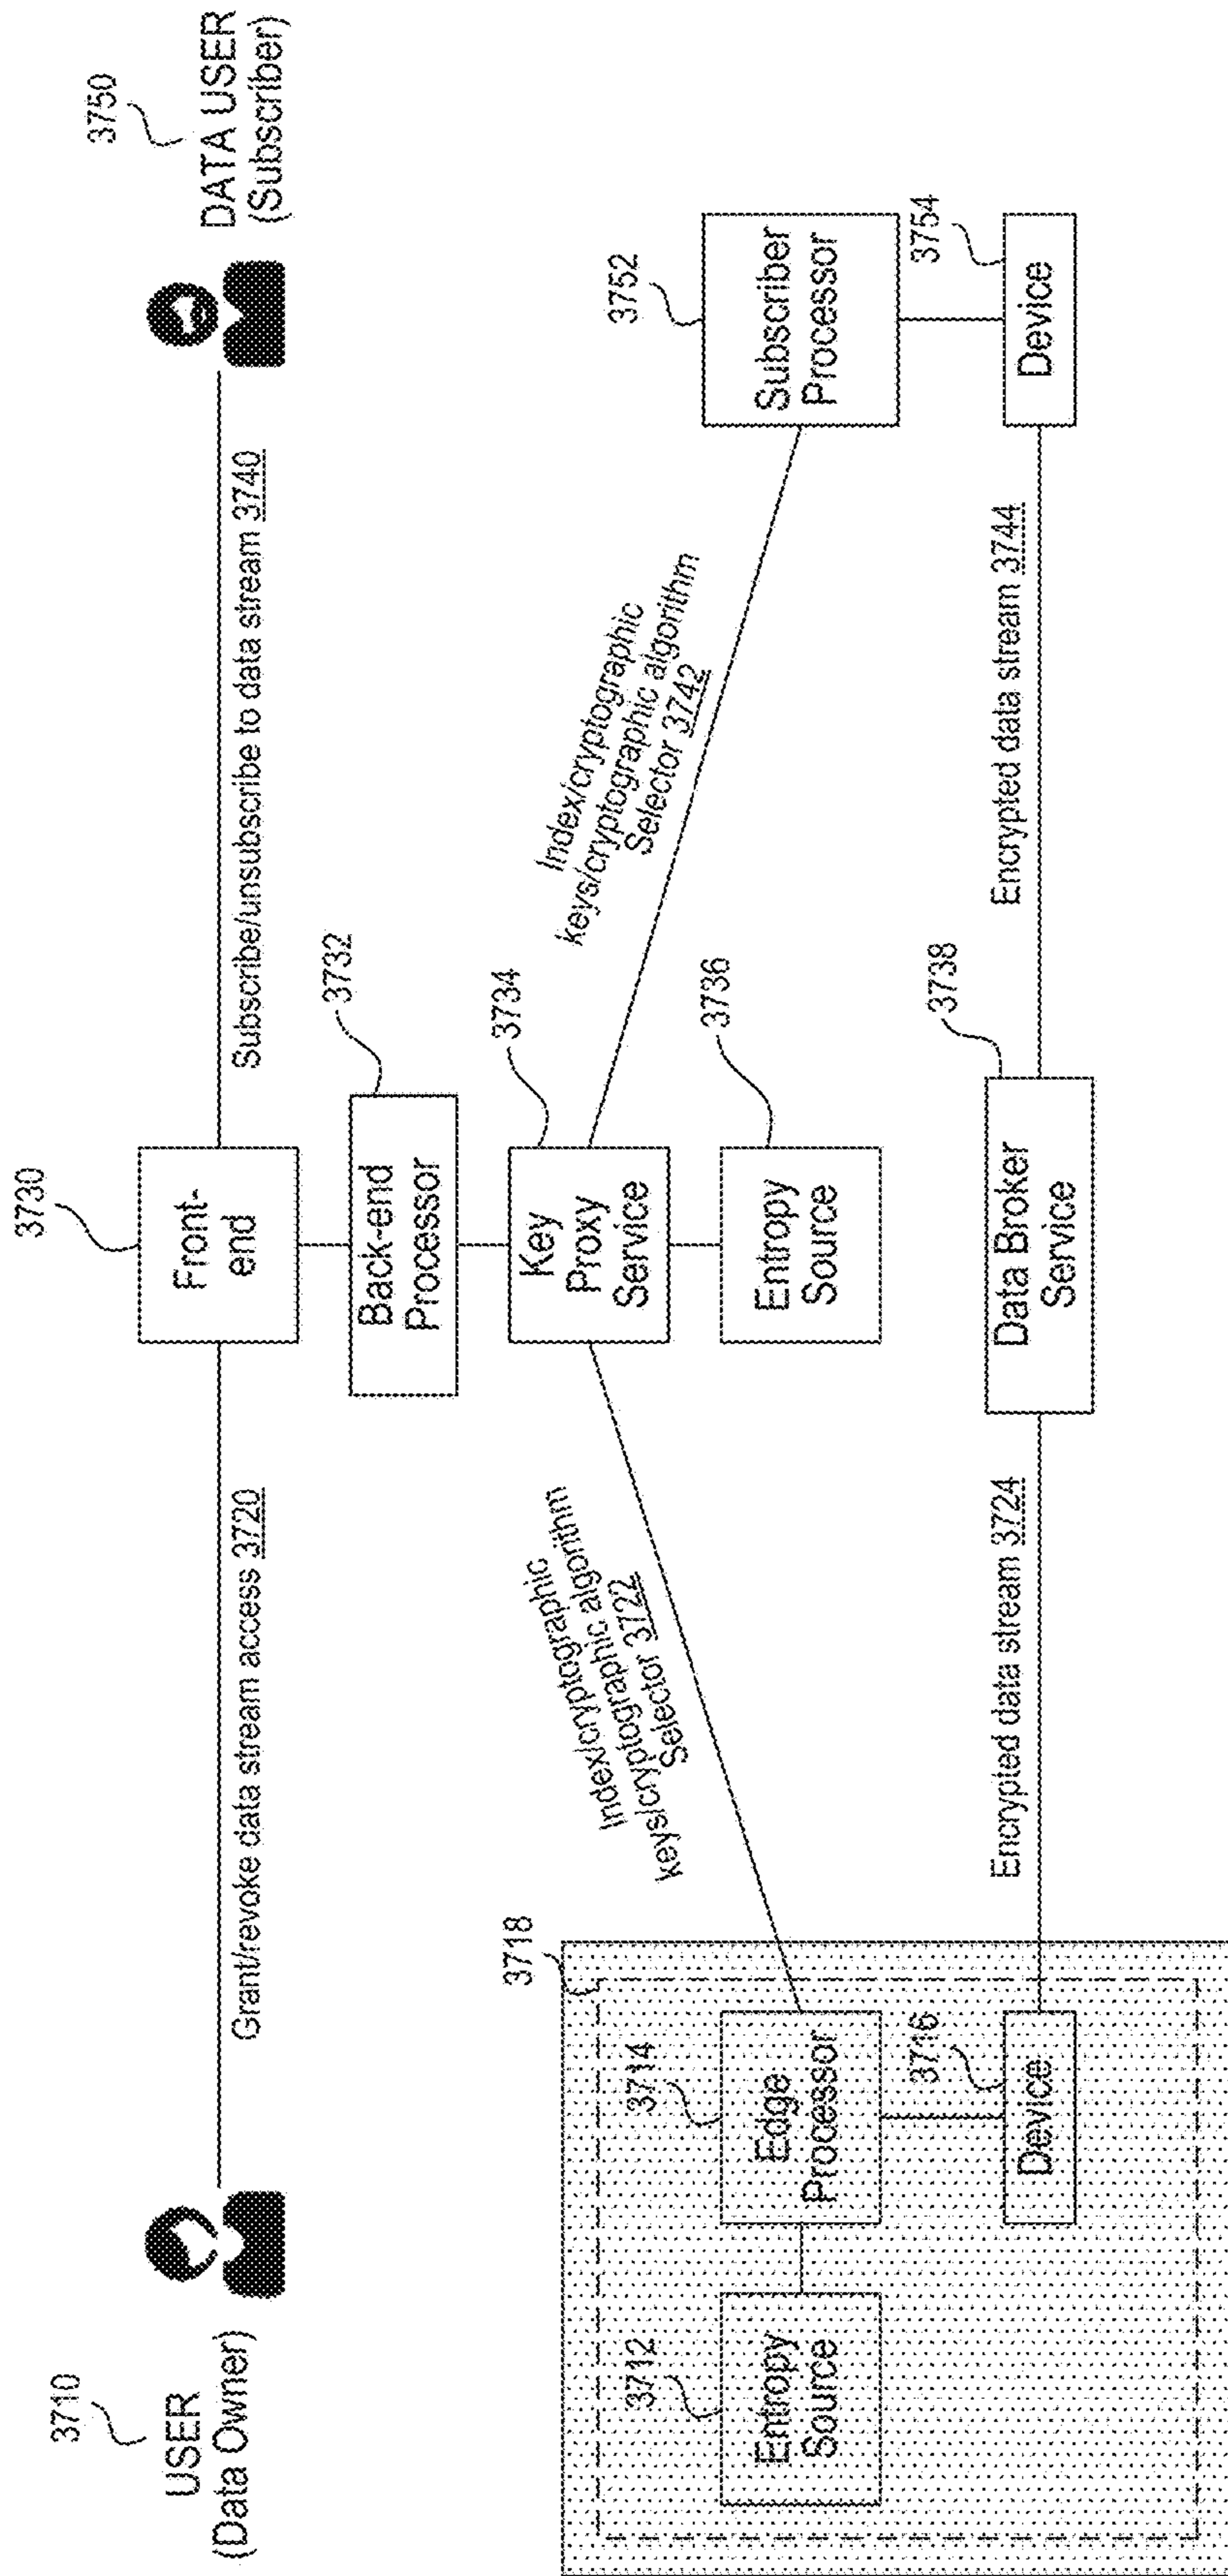 3710
USER
(Data Owner)
Grant/revoke data stream access 3720
3730
Front-
end
Subscribe/unsubscribe to data stream 3740
3750
DATA USER
(Subscriber)
3732
Back-end
Processor
3734
Key
Proxy
Service
3736
Entropy
Source
Index/cryptographic
keys/cryptographic algorithm
Selector 3722
Index/cryptographic
keys/cryptographic algorithm
Selector 3742
3718
3712
Entropy
Source
3714
Edge
Processor
3716
Device
Encrypted data stream 3724
3738
Data Broker
Service
Encrypted data stream 3744
3752
Subscriber
Processor
3754
Device